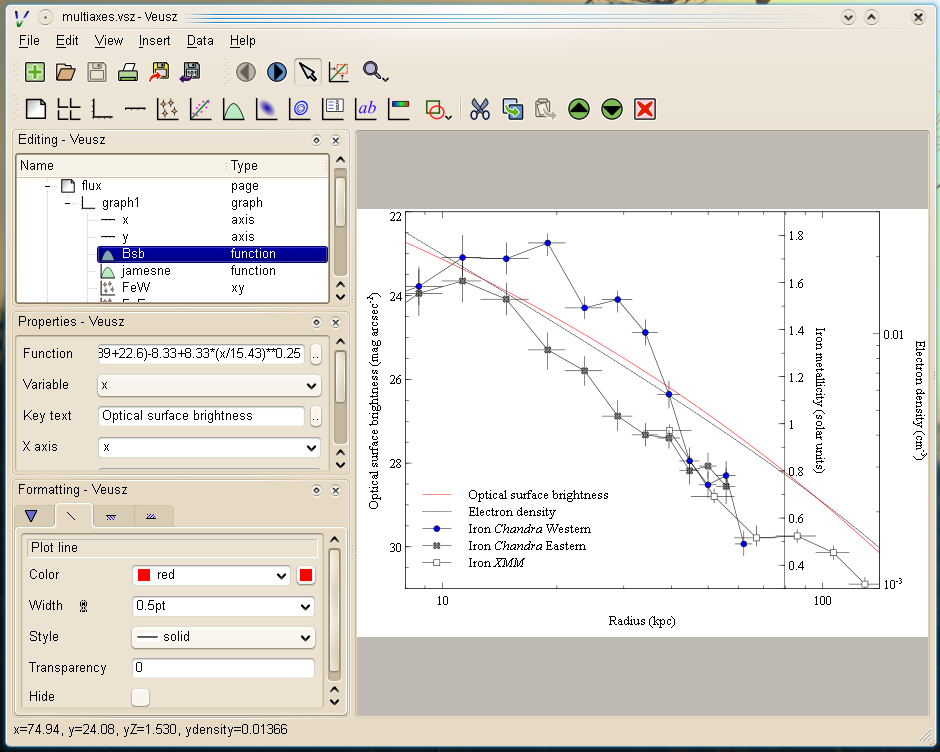 multiaxes.vsz - Veusz
File Edit View Insert Data Help
ab
Editing - Veusz
Name Type
flux page
graph1 graph
x axis
y axis
Bsb function
jamesne function
FeW xy
Properties - Veusz
Function 39+22.6)-8.33+8.33*(x/15.43)**0.25 ..
Variable x
Key text Optical surface brightness ..
X axis x
Formatting - Veusz
Plot line
Color red
Width 0.5pt
Style solid
Transparency 0
Hide
22
24
26
28
30
Optical surface brightness (mag arcsec⁻²)
1.8
1.6
1.4
1.2
1
0.8
0.6
0.4
Iron metallicity (solar units)
0.01
10⁻³
Electron density (cm⁻³)
Optical surface brightness
Electron density
Iron Chandra Western
Iron Chandra Eastern
Iron XMM
10 100
Radius (kpc)
x=74.94, y=24.08, yZ=1.530, ydensity=0.01366